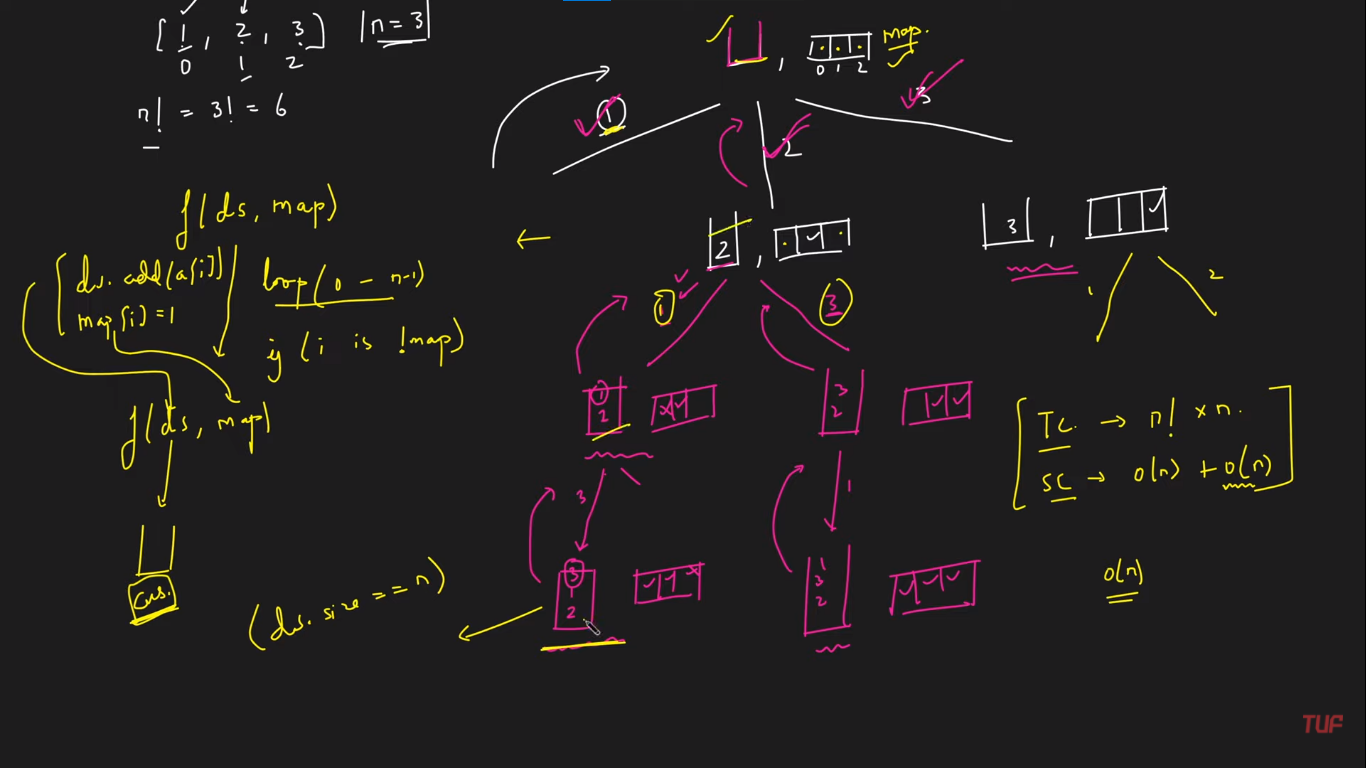 [1, 2, 3] |n = 3|
0 1 2
n! = 3! = 6
, map.
0 1 2
1
2
3
f(ds, map)
ds.add(a[i])
map[i]=1
loop(0 - n-1)
if (i is !map)
f(ds, map)
ans.
(ds.size == n)
2 ,
3 ,
1
3
1
2
1
2
3
2
3
1
3
1
2
1
3
2
TC → n! × n.
SC → O(n) + O(n)
O(n)
TUF